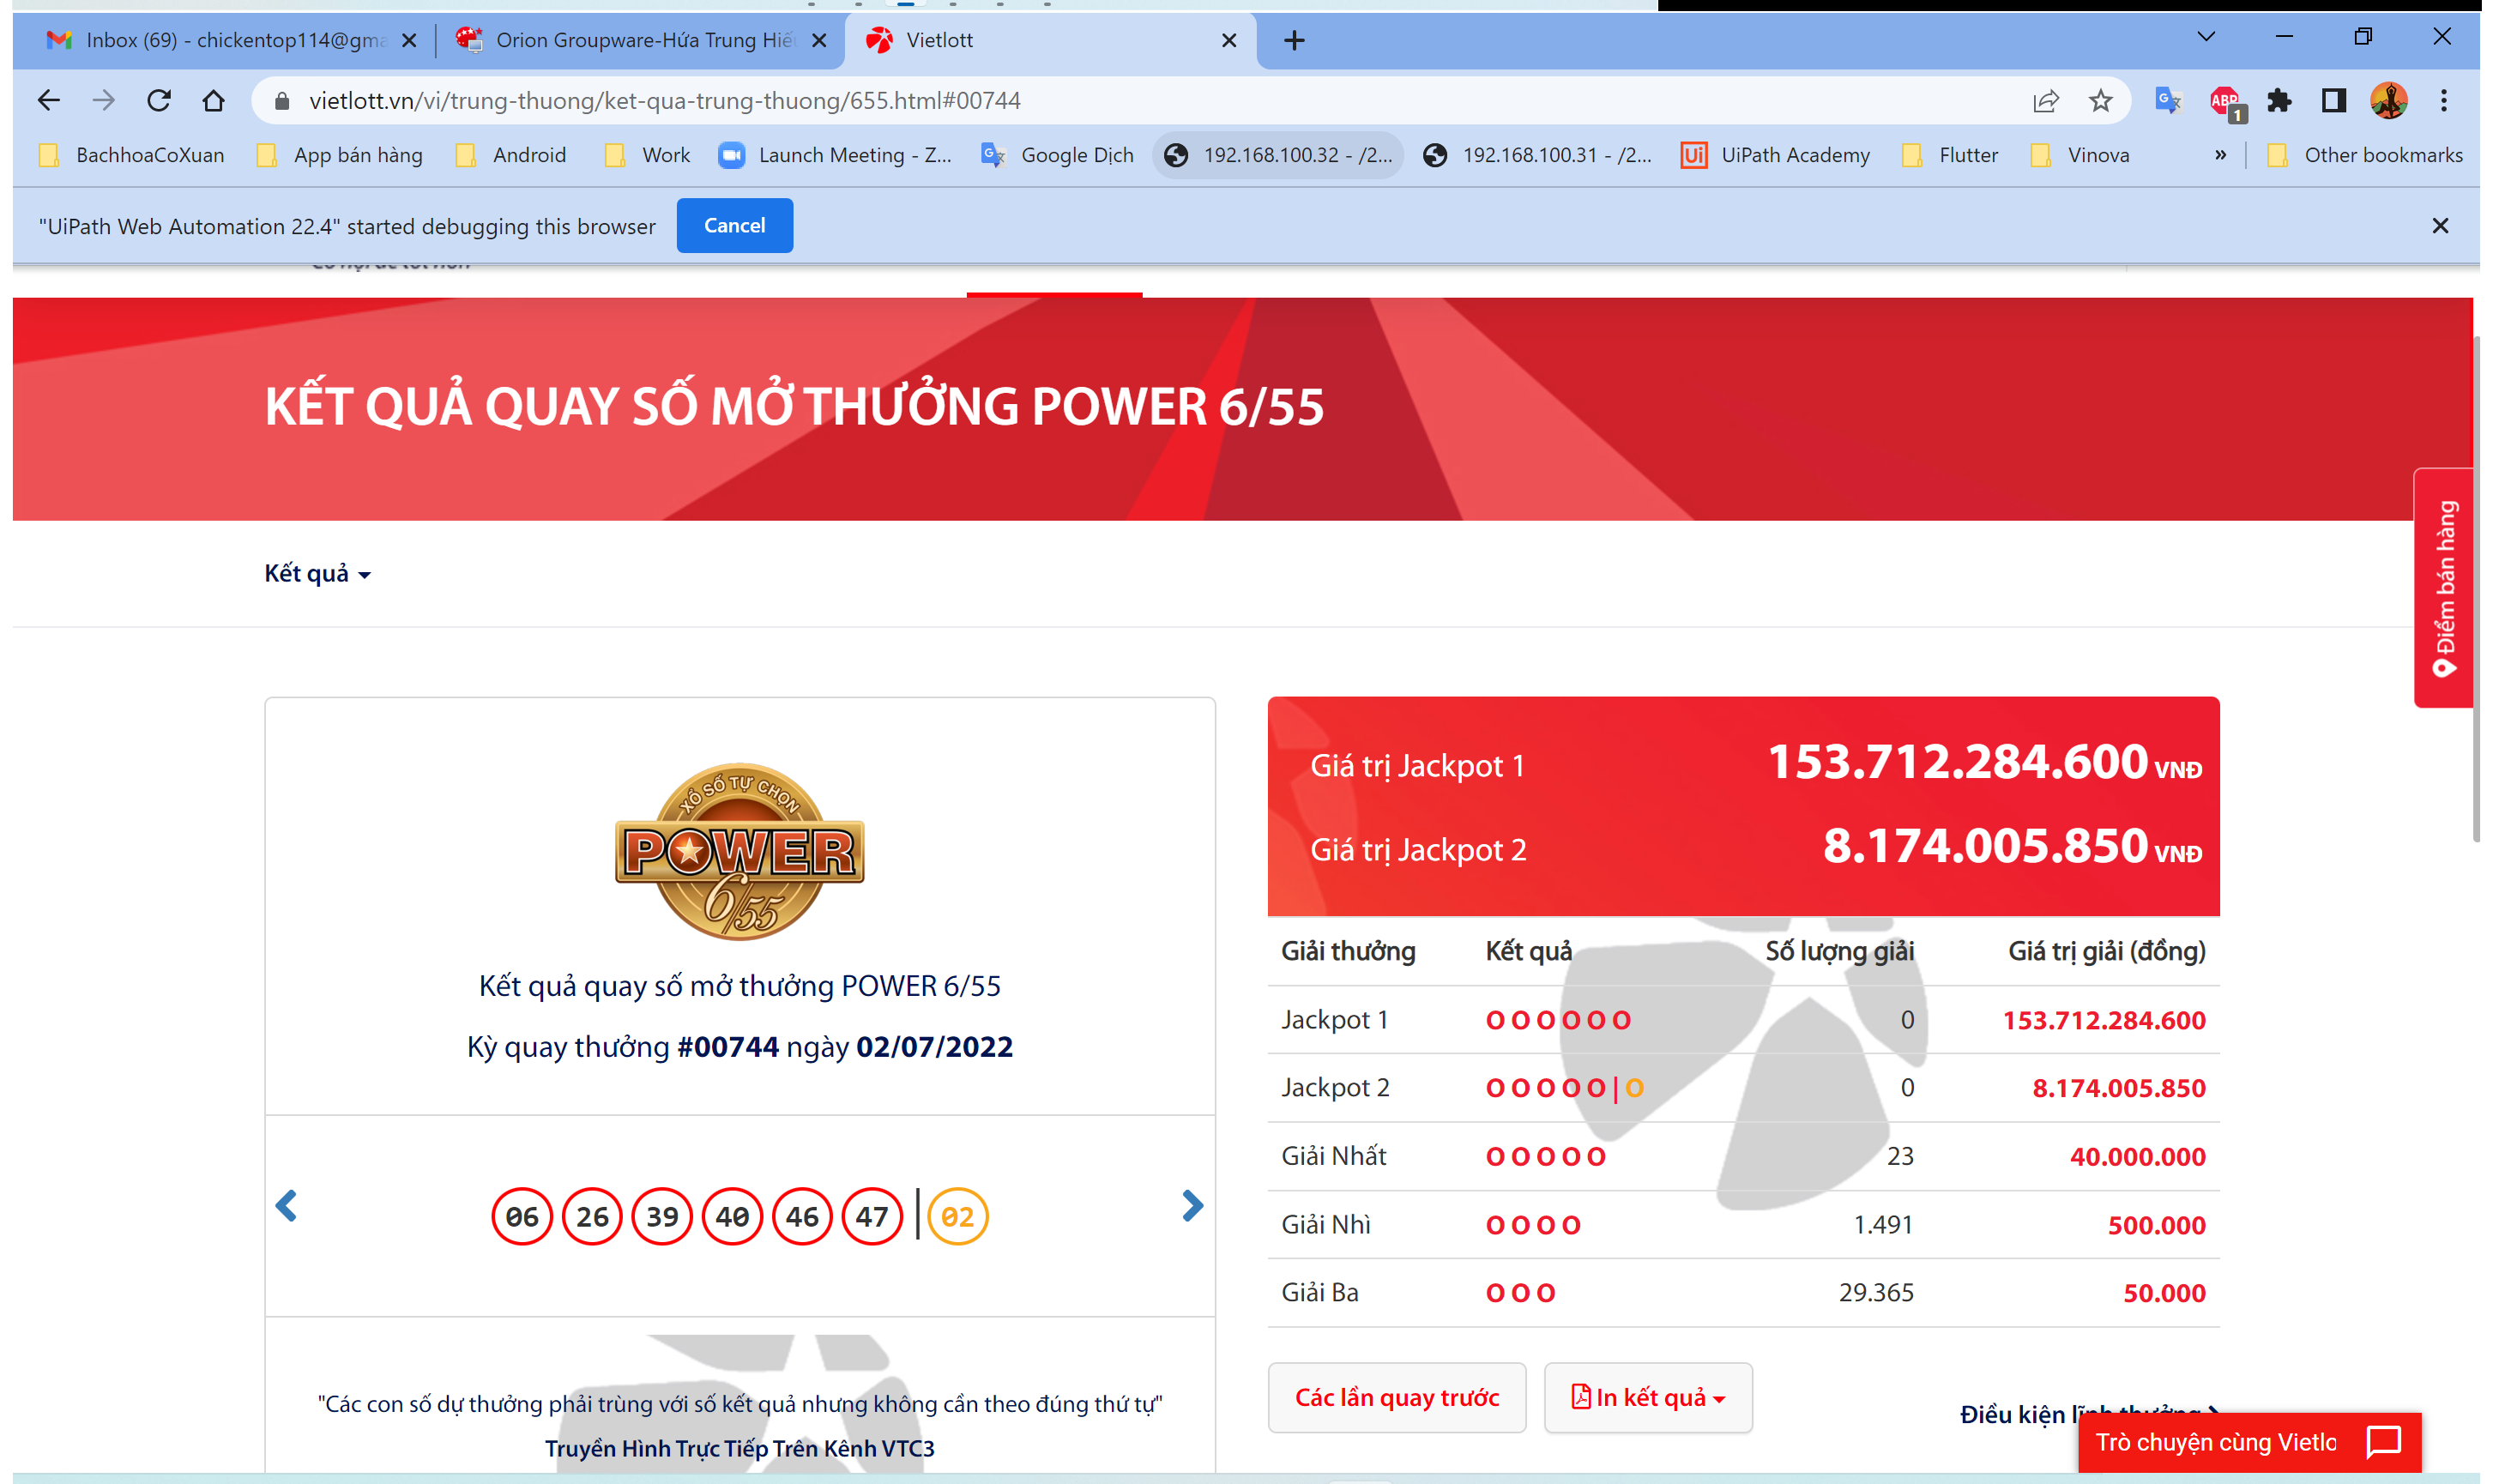 Inbox (69) - chickentop114@gma
Orion Groupware-Hứa Trung Hiế
Vietlott
vietlott.vn/vi/trung-thuong/ket-qua-trung-thuong/655.html#00744
ABP
1
BachhoaCoXuan
App bán hàng
Android
Work
Launch Meeting - Z...
Google Dịch
192.168.100.32 - /2...
192.168.100.31 - /2...
Ui
UiPath Academy
Flutter
Vinova
»
Other bookmarks
"UiPath Web Automation 22.4" started debugging this browser
Cancel
KẾT QUẢ QUAY SỐ MỞ THƯỞNG POWER 6/55
Điểm bán hàng
Kết quả
XỔ SỐ TỰ CHỌN
POWER
6/55
Kết quả quay số mở thưởng POWER 6/55
Kỳ quay thưởng #00744 ngày 02/07/2022
06 26 39 40 46 47 | 02
"Các con số dự thưởng phải trùng với số kết quả nhưng không cần theo đúng thứ tự"
Truyền Hình Trực Tiếp Trên Kênh VTC3
Giá trị Jackpot 1 153.712.284.600 VNĐ
Giá trị Jackpot 2 8.174.005.850 VNĐ
Giải thưởng Kết quả Số lượng giải Giá trị giải (đồng)
Jackpot 1 O O O O O O 0 153.712.284.600
Jackpot 2 O O O O O | O 0 8.174.005.850
Giải Nhất O O O O O 23 40.000.000
Giải Nhì O O O O 1.491 500.000
Giải Ba O O O 29.365 50.000
Các lần quay trước
In kết quả
Điều kiện lĩnh thưởng
Trò chuyện cùng Vietlo